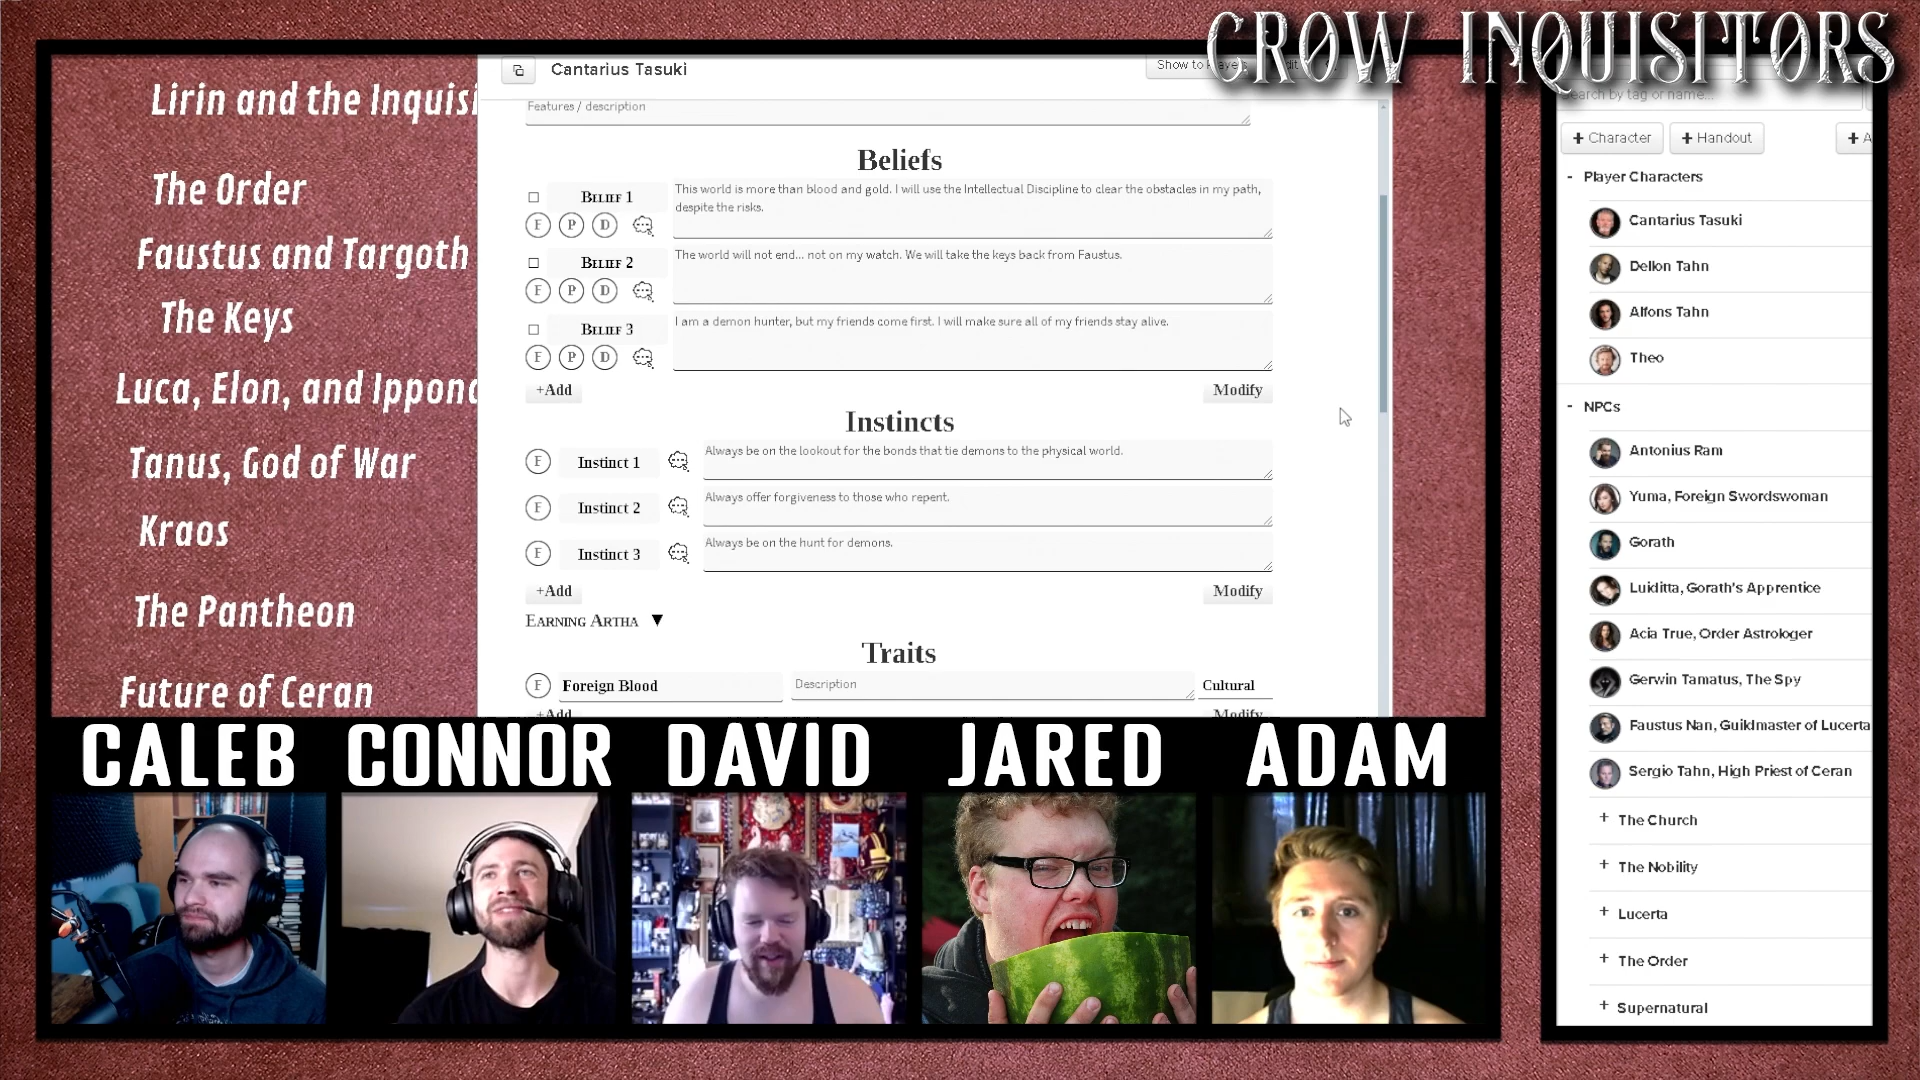 CROW INQUISITORS
Lirin and the Inquisi
The Order
Faustus and Targoth
The Keys
Luca, Elon, and Ippono
Tanus, God of War
Kraos
The Pantheon
Future of Ceran
Cantarius Tasuki
Show to
Features / description
Beliefs
BELIEF 1
This world is more than blood and gold. I will use the Intellectual Discipline to clear the obstacles in my path,
despite the risks.
F P D
BELIEF 2
The world will not end... not on my watch. We will take the keys back from Faustus.
F P D
BELIEF 3
I am a demon hunter, but my friends come first. I will make sure all of my friends stay alive.
F P D
+Add
Modify
Instincts
F Instinct 1
Always be on the lookout for the bonds that tie demons to the physical world.
F Instinct 2
Always offer forgiveness to those who repent.
F Instinct 3
Always be on the hunt for demons.
+Add
Modify
EARNING ARTHA ▼
Traits
F Foreign Blood
Description
Cultural
+Add
Modify
Search by tag or name...
+ Character
+ Handout
+ A
- Player Characters
Cantarius Tasuki
Dellon Tahn
Alfons Tahn
Theo
- NPCs
Antonius Ram
Yuma, Foreign Swordswoman
Gorath
Luiditta, Gorath's Apprentice
Acia True, Order Astrologer
Gerwin Tamatus, The Spy
Faustus Nan, Guildmaster of Lucerta
Sergio Tahn, High Priest of Ceran
+ The Church
+ The Nobility
+ Lucerta
+ The Order
+ Supernatural
CALEB
CONNOR
DAVID
JARED
ADAM